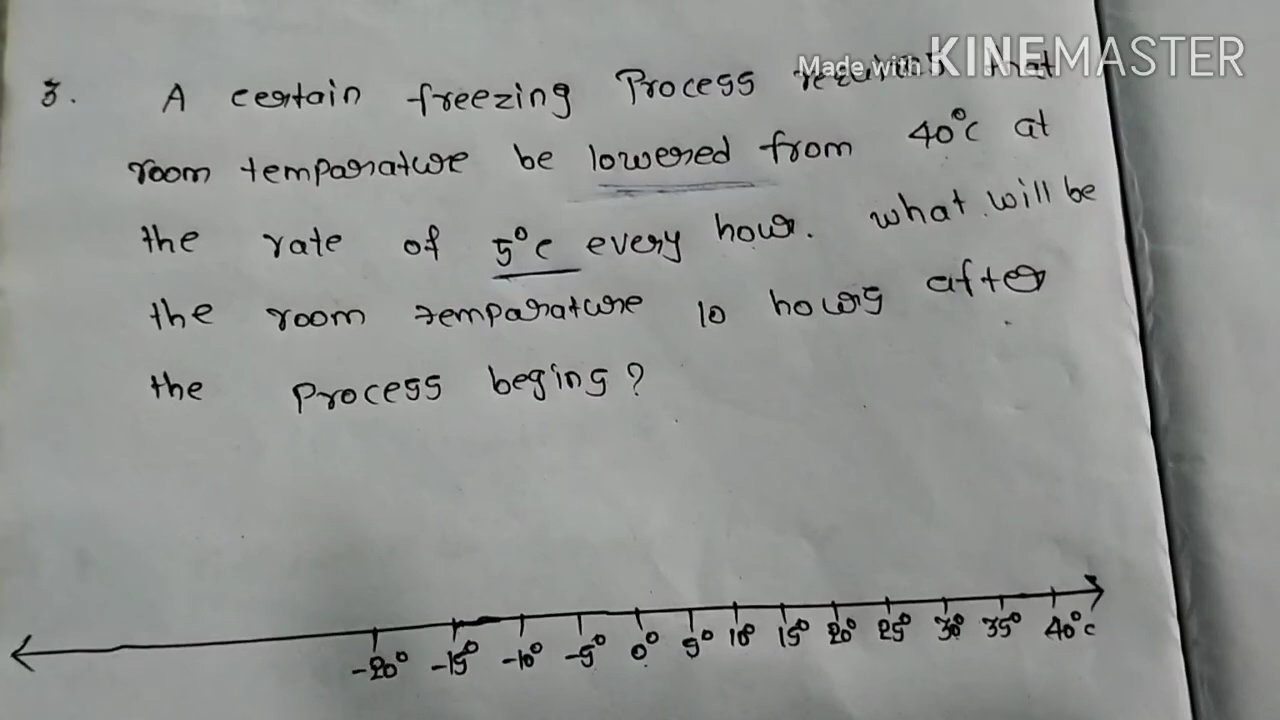 Made with KINEMASTER
3. A certain freezing Process requires that
room temparature be lowered from 40°C at
the rate of 5°C every hour. what will be
the room temparature 10 hours after
the Process begins?
-20° -15° -10° -5° 0° 5° 10° 15° 20° 25° 30° 35° 40°C